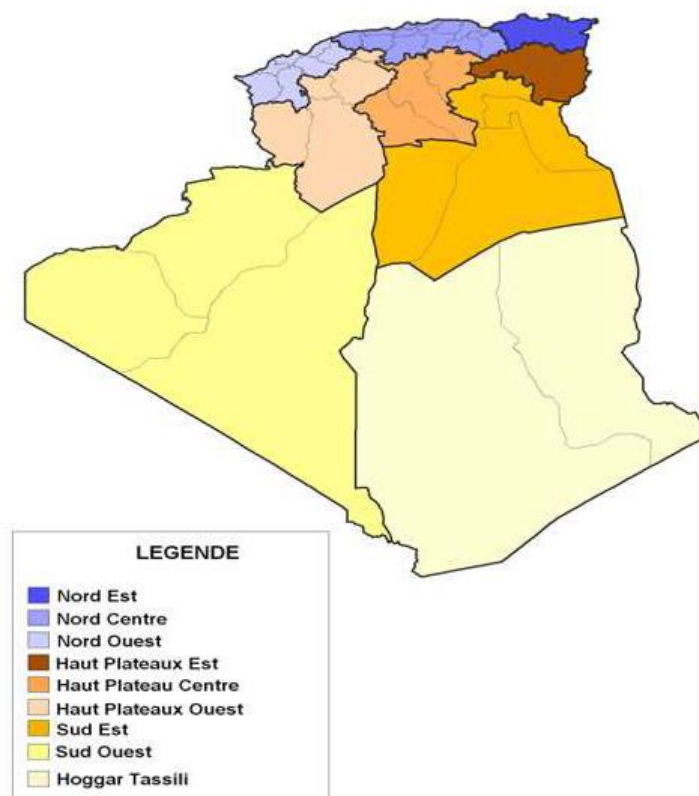 LEGENDE
Nord Est
Nord Centre
Nord Ouest
Haut Plateaux Est
Haut Plateau Centre
Haut Plateaux Ouest
Sud Est
Sud Ouest
Hoggar Tassili